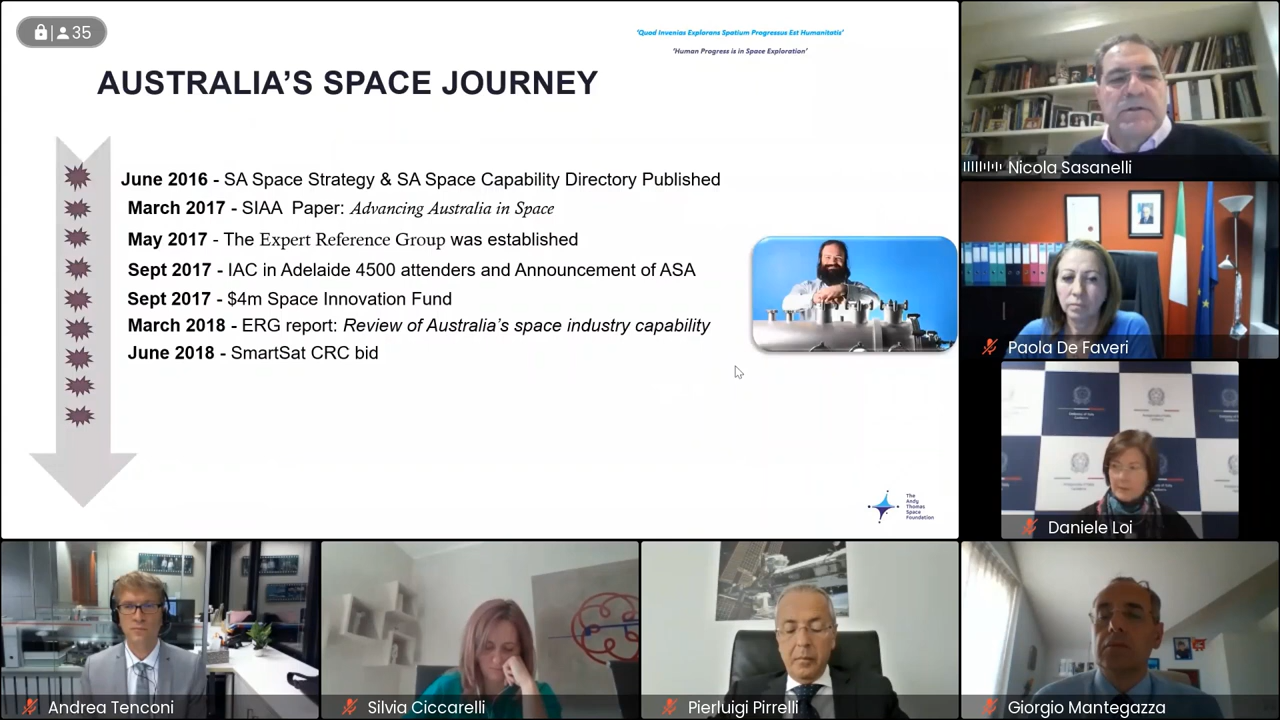 35
"Quod Invenias Explorans Spatium Progressus Est Humanitatis"
"Human Progress is in Space Exploration"
AUSTRALIA'S SPACE JOURNEY
June 2016 - SA Space Strategy & SA Space Capability Directory Published
March 2017 - SIAA Paper: Advancing Australia in Space
May 2017 - The Expert Reference Group was established
Sept 2017 - IAC in Adelaide 4500 attenders and Announcement of ASA
Sept 2017 - $4m Space Innovation Fund
March 2018 - ERG report: Review of Australia's space industry capability
June 2018 - SmartSat CRC bid
The
Andy
Thomas
Space
Foundation
Nicola Sasanelli
Paola De Faveri
Daniele Loi
Andrea Tenconi
Silvia Ciccarelli
Pierluigi Pirrelli
Giorgio Mantegazza